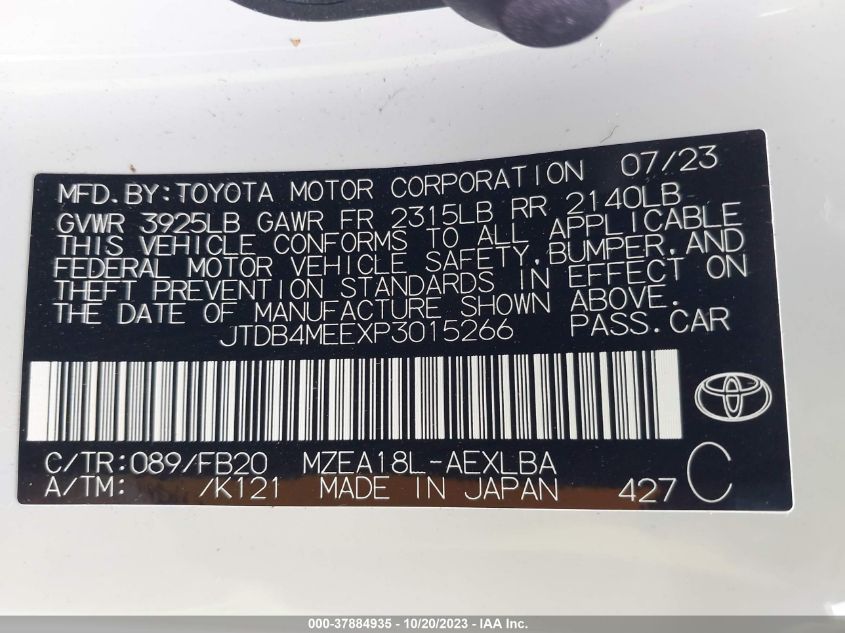 MFD.BY:TOYOTA MOTOR CORPORATION 07/23
GVWR 3925LB GAWR FR 2315LB RR 2140LB
THIS VEHICLE CONFORMS TO ALL APPLICABLE
FEDERAL MOTOR VEHICLE SAFETY,BUMPER,AND
THEFT PREVENTION STANDARDS IN EFFECT ON
THE DATE OF MANUFACTURE SHOWN ABOVE.
JTDB4MEEXP3015266 PASS.CAR
C/TR:089/FB20 MZEA18L-AEXLBA
A/TM: /K121 MADE IN JAPAN 427 C
000-37884935 - 10/20/2023 - IAA, Inc.